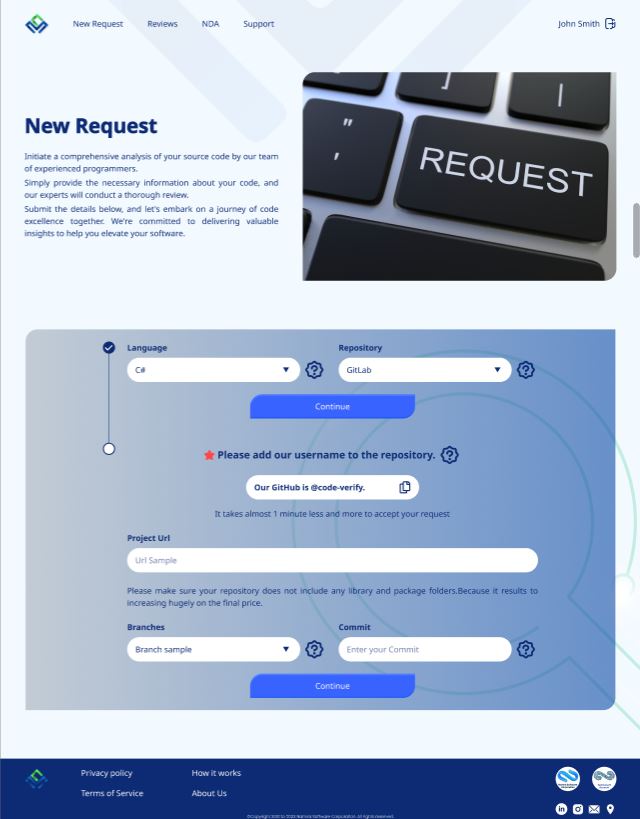 New Request
Reviews
NDA
Support
John Smith
New Request
Initiate a comprehensive analysis of your source code by our team
of experienced programmers.
Simply provide the necessary information about your code, and
our experts will conduct a thorough review.
Submit the details below, and let's embark on a journey of code
excellence together. We're committed to delivering valuable
insights to help you elevate your software.
REQUEST
Language
Repository
C#
GitLab
Continue
Please add our username to the repository.
Our GitHub is @code-verify.
It takes almost 1 minute less and more to accept your request
Project Url
Url Sample
Please make sure your repository does not include any library and package folders.Because it results to
increasing hugely on the final price.
Branches
Commit
Branch sample
Enter your Commit
Continue
Privacy policy
How it works
Terms of Service
About Us